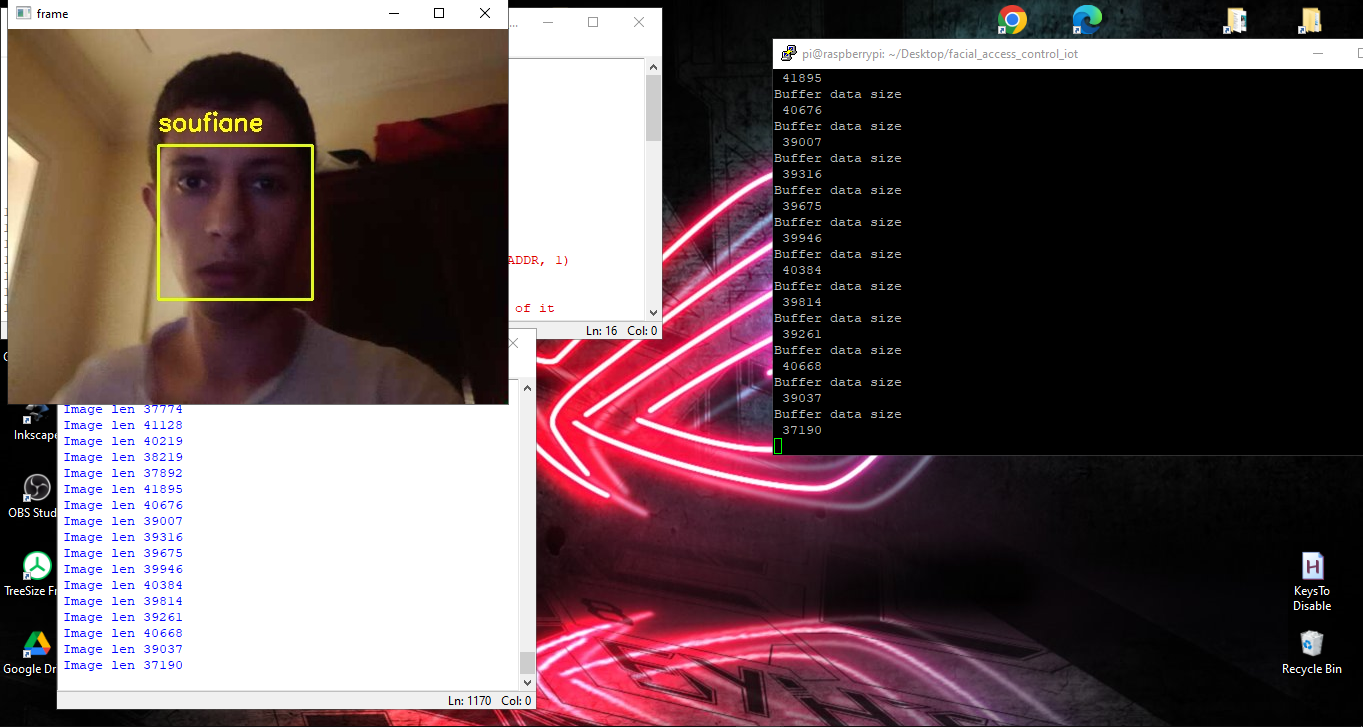 frame
soufiane
...
ADDR, 1)
of it
Ln: 16 Col: 0
Image len 37774
Image len 41128
Image len 40219
Image len 38219
Image len 37892
Image len 41895
Image len 40676
Image len 39007
Image len 39316
Image len 39675
Image len 39946
Image len 40384
Image len 39814
Image len 39261
Image len 40668
Image len 39037
Image len 37190
Ln: 1170 Col: 0
pi@raspberrypi: ~/Desktop/facial_access_control_iot
41895
Buffer data size
40676
Buffer data size
39007
Buffer data size
39316
Buffer data size
39675
Buffer data size
39946
Buffer data size
40384
Buffer data size
39814
Buffer data size
39261
Buffer data size
40668
Buffer data size
39037
Buffer data size
37190
Inkscape
OBS Stud
TreeSize Fr
Google Dr
H
KeysTo
Disable
Recycle Bin